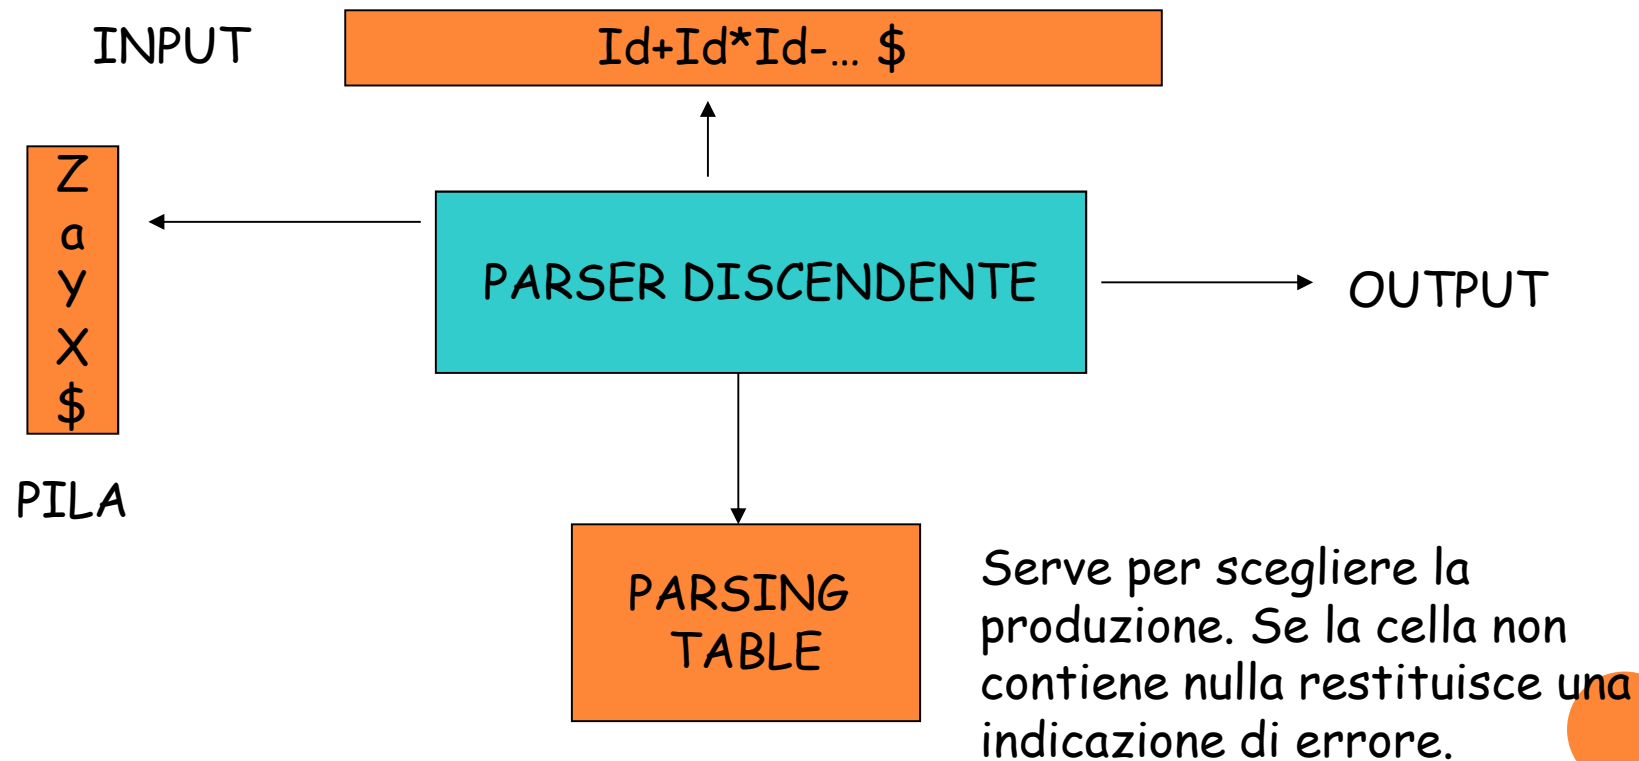 INPUT
Id+Id*Id-… $
Z
a
y
X
$
PILA
PARSER DISCENDENTE
OUTPUT
PARSING
TABLE
Serve per scegliere la
produzione. Se la cella non
contiene nulla restituisce una
indicazione di errore.